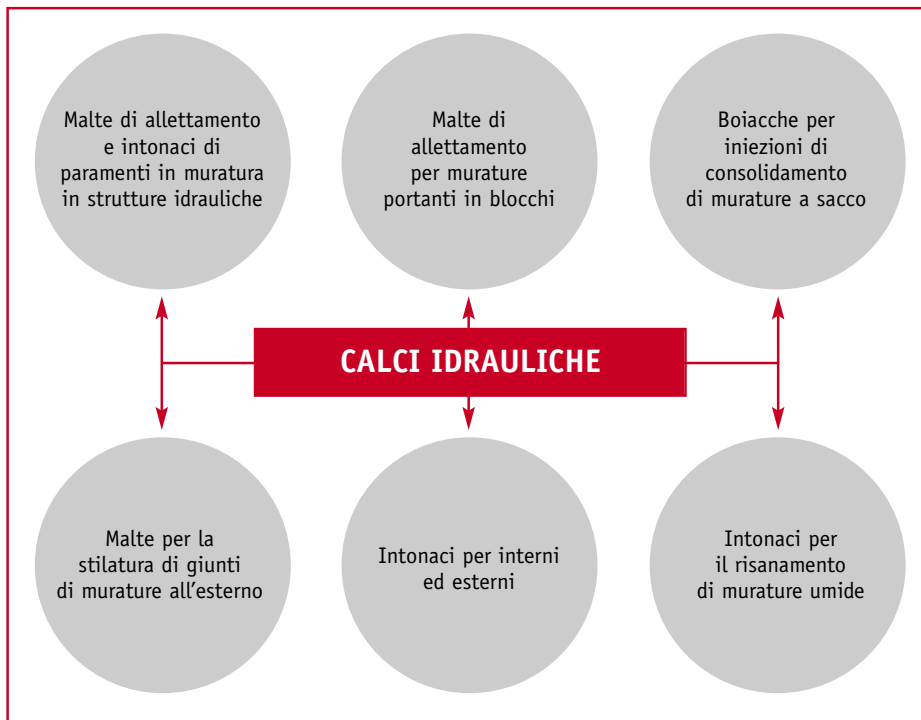 Malte di allettamento
e intonaci di
paramenti in muratura
in strutture idrauliche
Malte di
allettamento
per murature
portanti in blocchi
Boiacche per
iniezioni di
consolidamento
di murature a sacco
CALCI IDRAULICHE
Malte per la
stilatura di giunti
di murature all'esterno
Intonaci per interni
ed esterni
Intonaci per
il risanamento
di murature umide